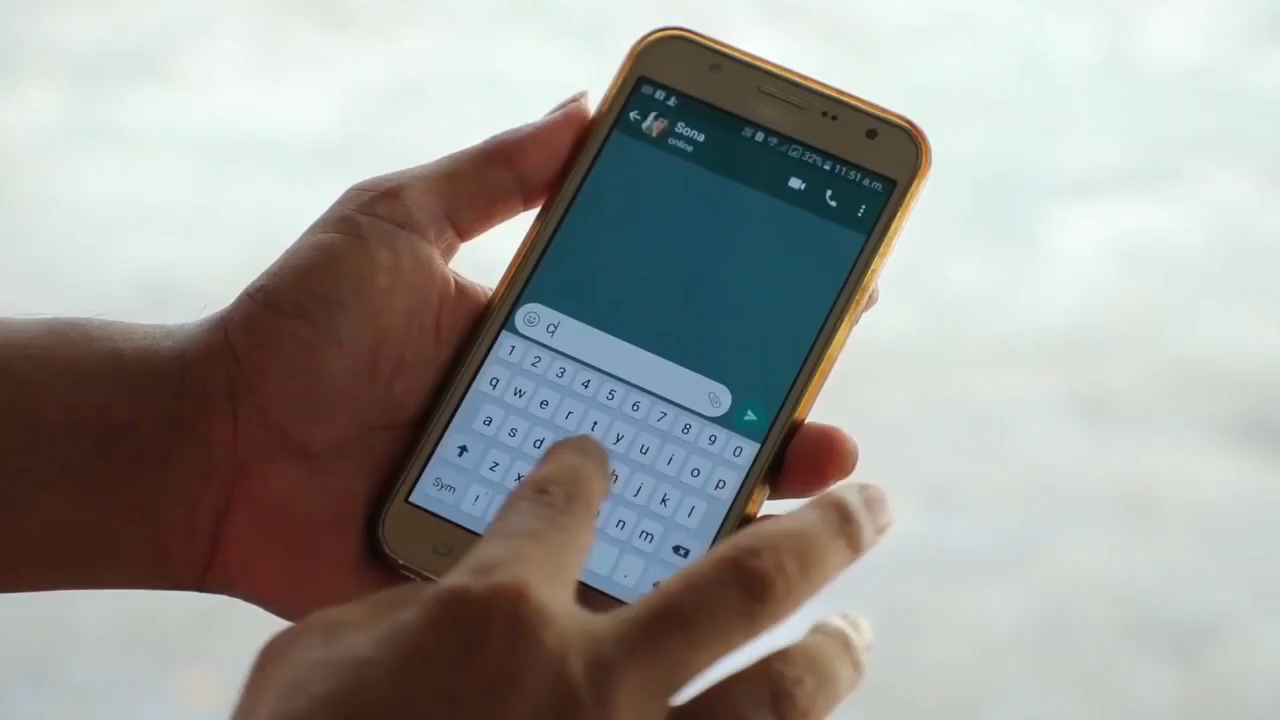 32% 11:51 a.m.
Sona
online
c
1 2 3 4 5 6 7 8 9 0
q w e r t y u i o p
a s d h j k l
z x n m
Sym ! .